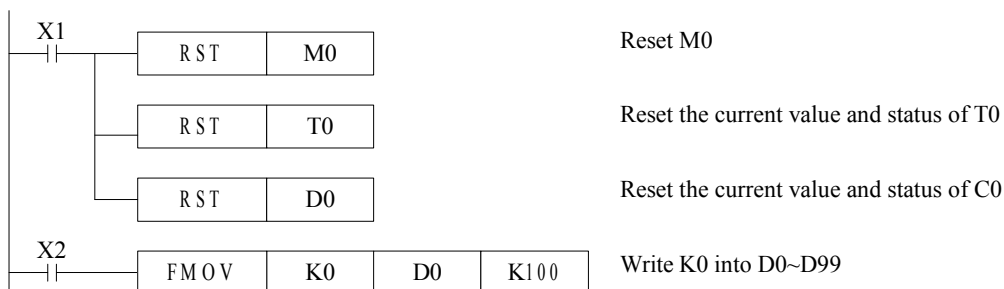 X1
RST M0 Reset M0
RST T0 Reset the current value and status of T0
RST D0 Reset the current value and status of C0
X2
FMOV K0 D0 K100 Write K0 into D0~D99